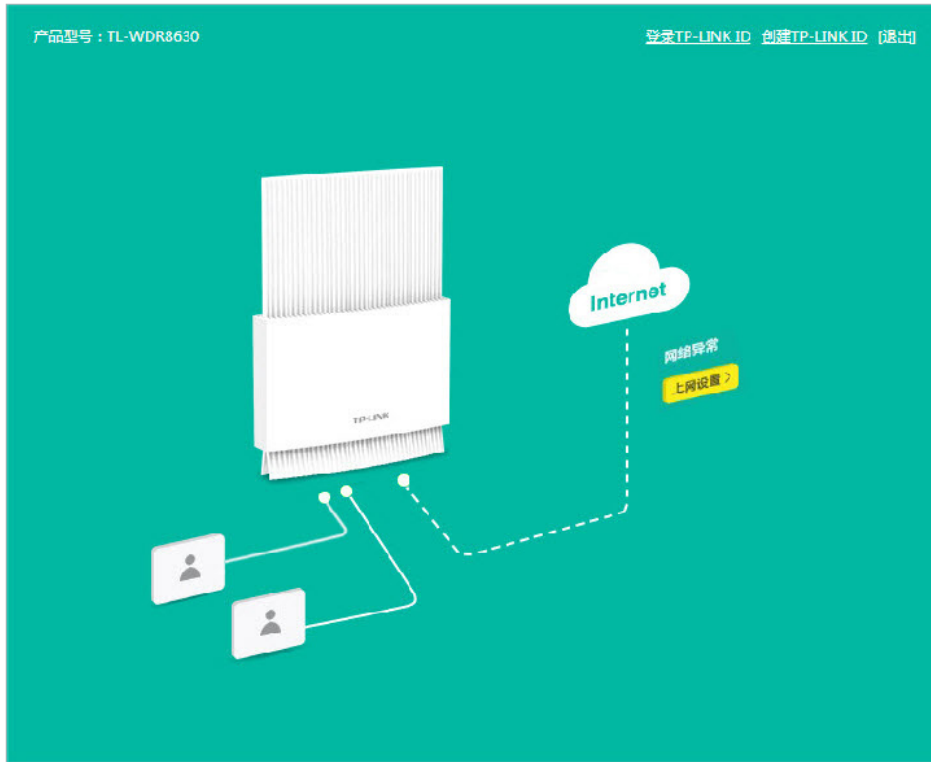 产品型号：TL-WDR8630
登录TP-LINK ID 创建TP-LINK ID [退出]
Internet
网络异常
上网设置 >
TP-LINK